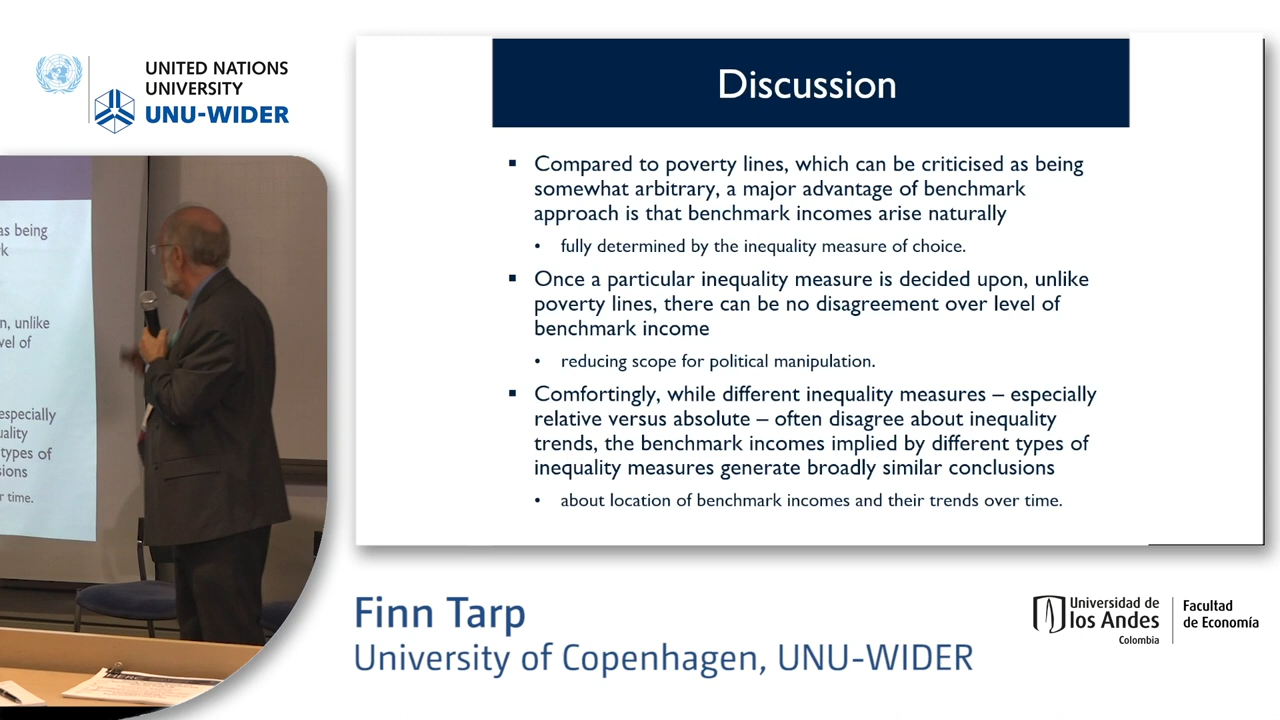 UNITED NATIONS
UNIVERSITY
UNU-WIDER
as being
n, unlike
vel of
especially
uality
types of
sions
r time.
Discussion
▪ Compared to poverty lines, which can be criticised as being
somewhat arbitrary, a major advantage of benchmark
approach is that benchmark incomes arise naturally
• fully determined by the inequality measure of choice.
▪ Once a particular inequality measure is decided upon, unlike
poverty lines, there can be no disagreement over level of
benchmark income
• reducing scope for political manipulation.
▪ Comfortingly, while different inequality measures – especially
relative versus absolute – often disagree about inequality
trends, the benchmark incomes implied by different types of
inequality measures generate broadly similar conclusions
• about location of benchmark incomes and their trends over time.
Finn Tarp
University of Copenhagen, UNU-WIDER
Universidad de
los Andes
Colombia
Facultad
de Economía